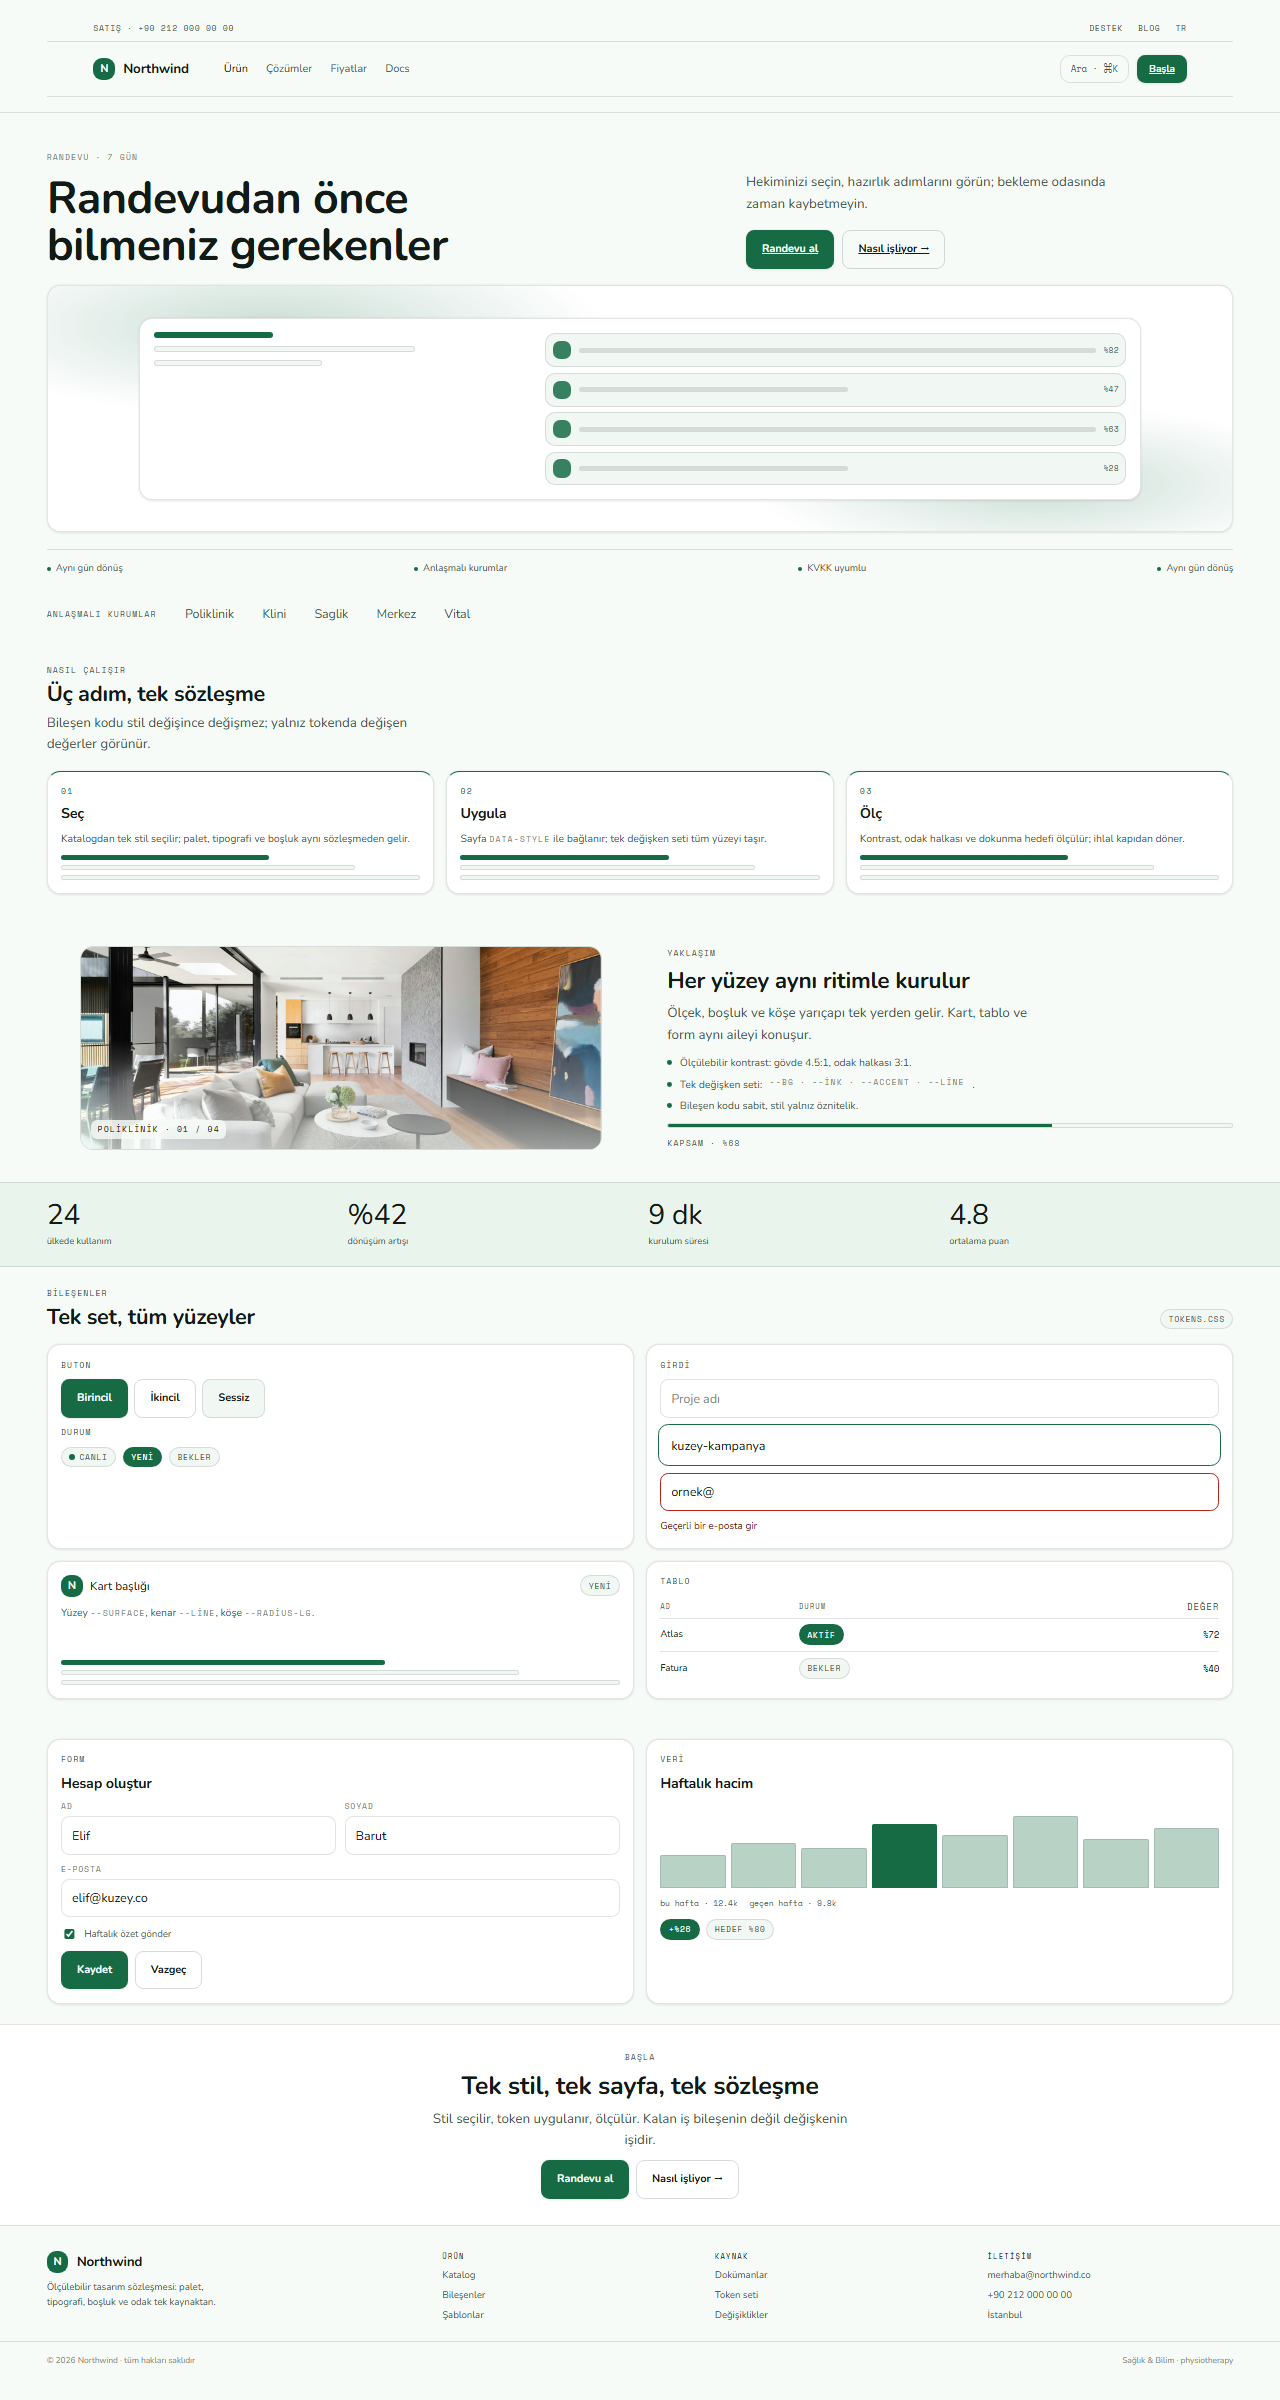 SATIŞ · +90 212 000 00 00
DESTEK BLOG TR
N Northwind Ürün Çözümler Fiyatlar Docs Ara · ⌘K Başla
RANDEVU · 7 GÜN
Randevudan önce
bilmeniz gerekenler
Hekiminizi seçin, hazırlık adımlarını görün; bekleme odasında
zaman kaybetmeyin.
Randevu al Nasıl işliyor →
%82
%47
%63
%28
Aynı gün dönüş Anlaşmalı kurumlar KVKK uyumlu Aynı gün dönüş
ANLAŞMALI KURUMLAR Poliklinik Klini Saglik Merkez Vital
NASIL ÇALIŞIR
Üç adım, tek sözleşme
Bileşen kodu stil değişince değişmez; yalnız tokenda değişen
değerler görünür.
01
Seç
Katalogdan tek stil seçilir; palet, tipografi ve boşluk aynı sözleşmeden gelir.
02
Uygula
Sayfa DATA-STYLE ile bağlanır; tek değişken seti tüm yüzeyi taşır.
03
Ölç
Kontrast, odak halkası ve dokunma hedefi ölçülür; ihlal kapıdan döner.
POLİKLİNİK · 01 / 04
YAKLAŞIM
Her yüzey aynı ritimle kurulur
Ölçek, boşluk ve köşe yarıçapı tek yerden gelir. Kart, tablo ve
form aynı aileyi konuşur.
Ölçülebilir kontrast: gövde 4.5:1, odak halkası 3:1.
Tek değişken seti: --BG · --İNK · --ACCENT · --LİNE .
Bileşen kodu sabit, stil yalnız öznitelik.
KAPSAM · %68
24
ülkede kullanım
%42
dönüşüm artışı
9 dk
kurulum süresi
4.8
ortalama puan
BİLEŞENLER
Tek set, tüm yüzeyler
TOKENS.CSS
BUTON
Birincil İkincil Sessiz
DURUM
CANLI YENİ BEKLER
GİRDİ
Proje adı
kuzey-kampanya
ornek@
Geçerli bir e-posta gir
N Kart başlığı YENİ
Yüzey --SURFACE, kenar --LİNE, köşe --RADİUS-LG.
TABLO
AD DURUM DEĞER
Atlas AKTİF %72
Fatura BEKLER %40
FORM
Hesap oluştur
AD SOYAD
Elif Barut
E-POSTA
elif@kuzey.co
Haftalık özet gönder
Kaydet Vazgeç
VERİ
Haftalık hacim
bu hafta · 12.4k geçen hafta · 9.8k
+%26 HEDEF %80
BAŞLA
Tek stil, tek sayfa, tek sözleşme
Stil seçilir, token uygulanır, ölçülür. Kalan iş bileşenin değil değişkenin
işidir.
Randevu al Nasıl işliyor →
N Northwind
Ölçülebilir tasarım sözleşmesi: palet,
tipografi, boşluk ve odak tek kaynaktan.
ÜRÜN
Katalog
Bileşenler
Şablonlar
KAYNAK
Dokümanlar
Token seti
Değişiklikler
İLETİŞİM
merhaba@northwind.co
+90 212 000 00 00
İstanbul
© 2026 Northwind · tüm hakları saklıdır
Sağlık & Bilim · physiotherapy